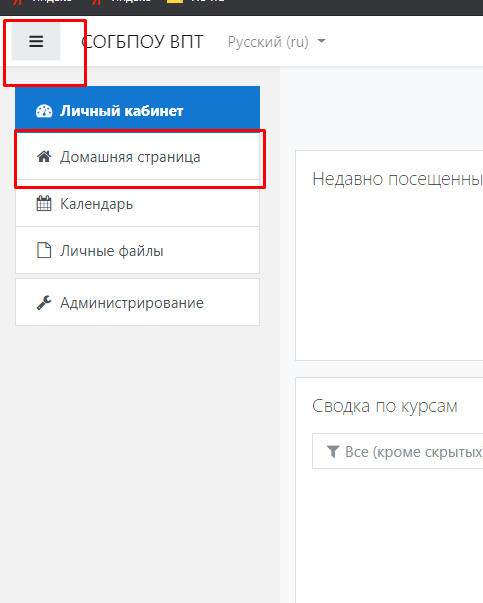 СОГБПОУ ВПТ Русский (ru)
Личный кабинет
Домашняя страница
Календарь
Личные файлы
Администрирование
Недавно посещенны
Сводка по курсам
Все (кроме скрытых)